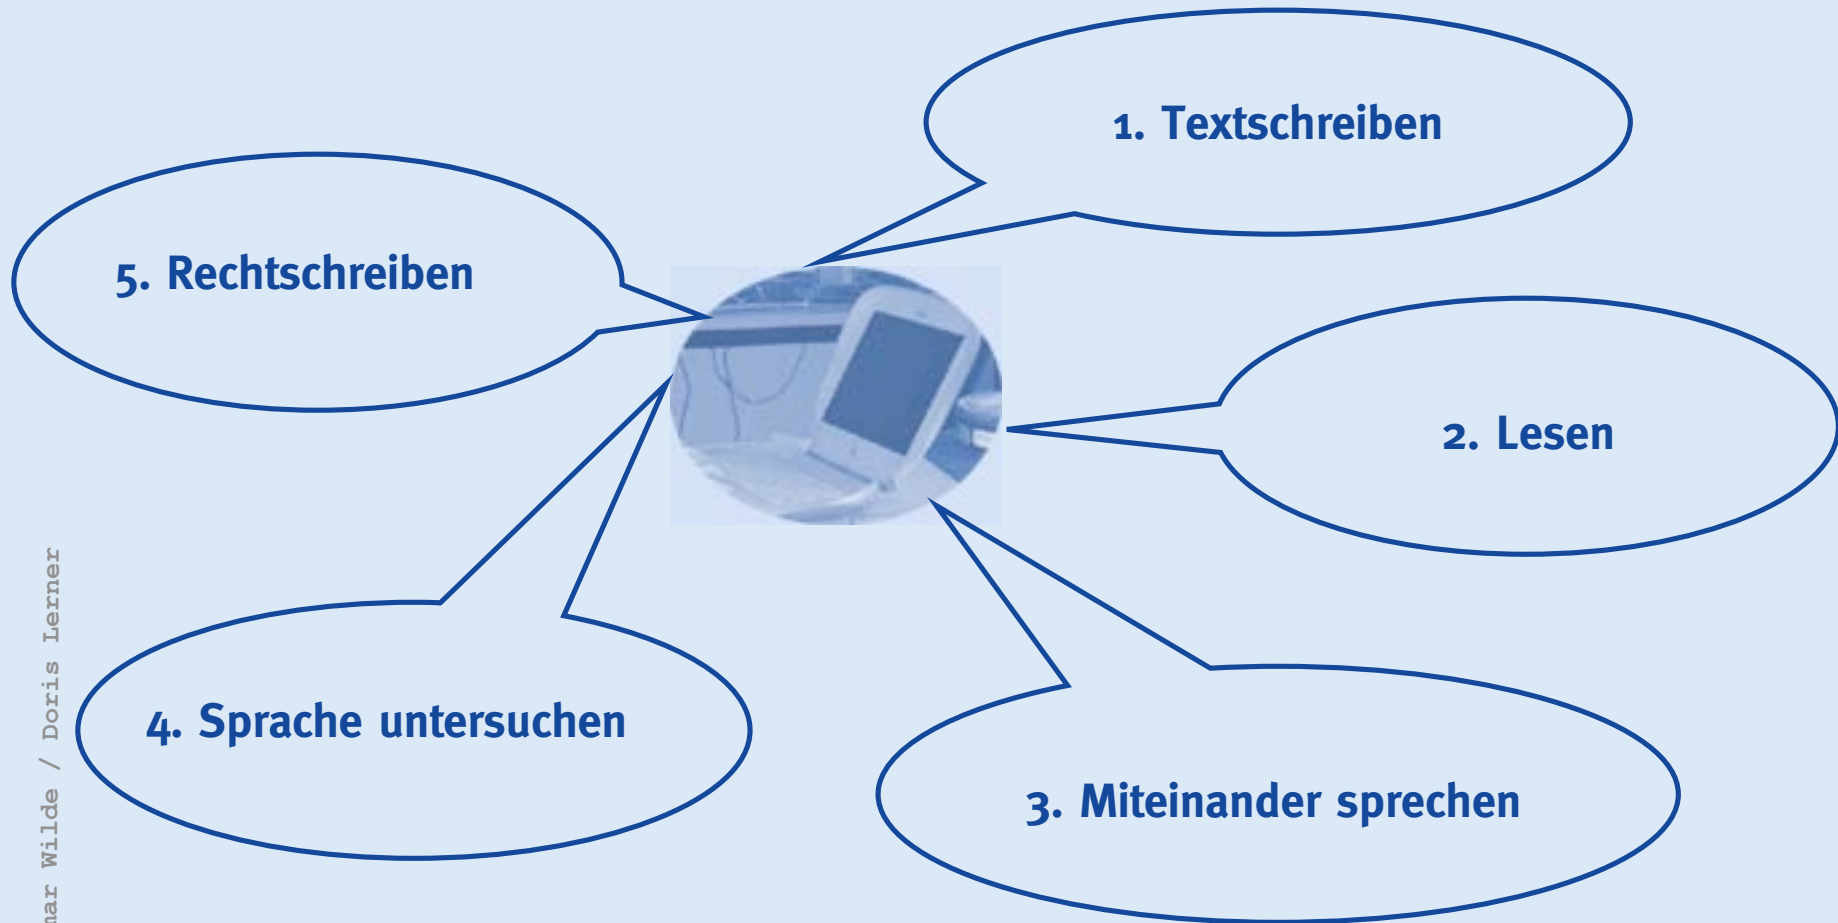 1. Textschreiben
5. Rechtschreiben
2. Lesen
4. Sprache untersuchen
3. Miteinander sprechen
Wilde / Doris Lerner